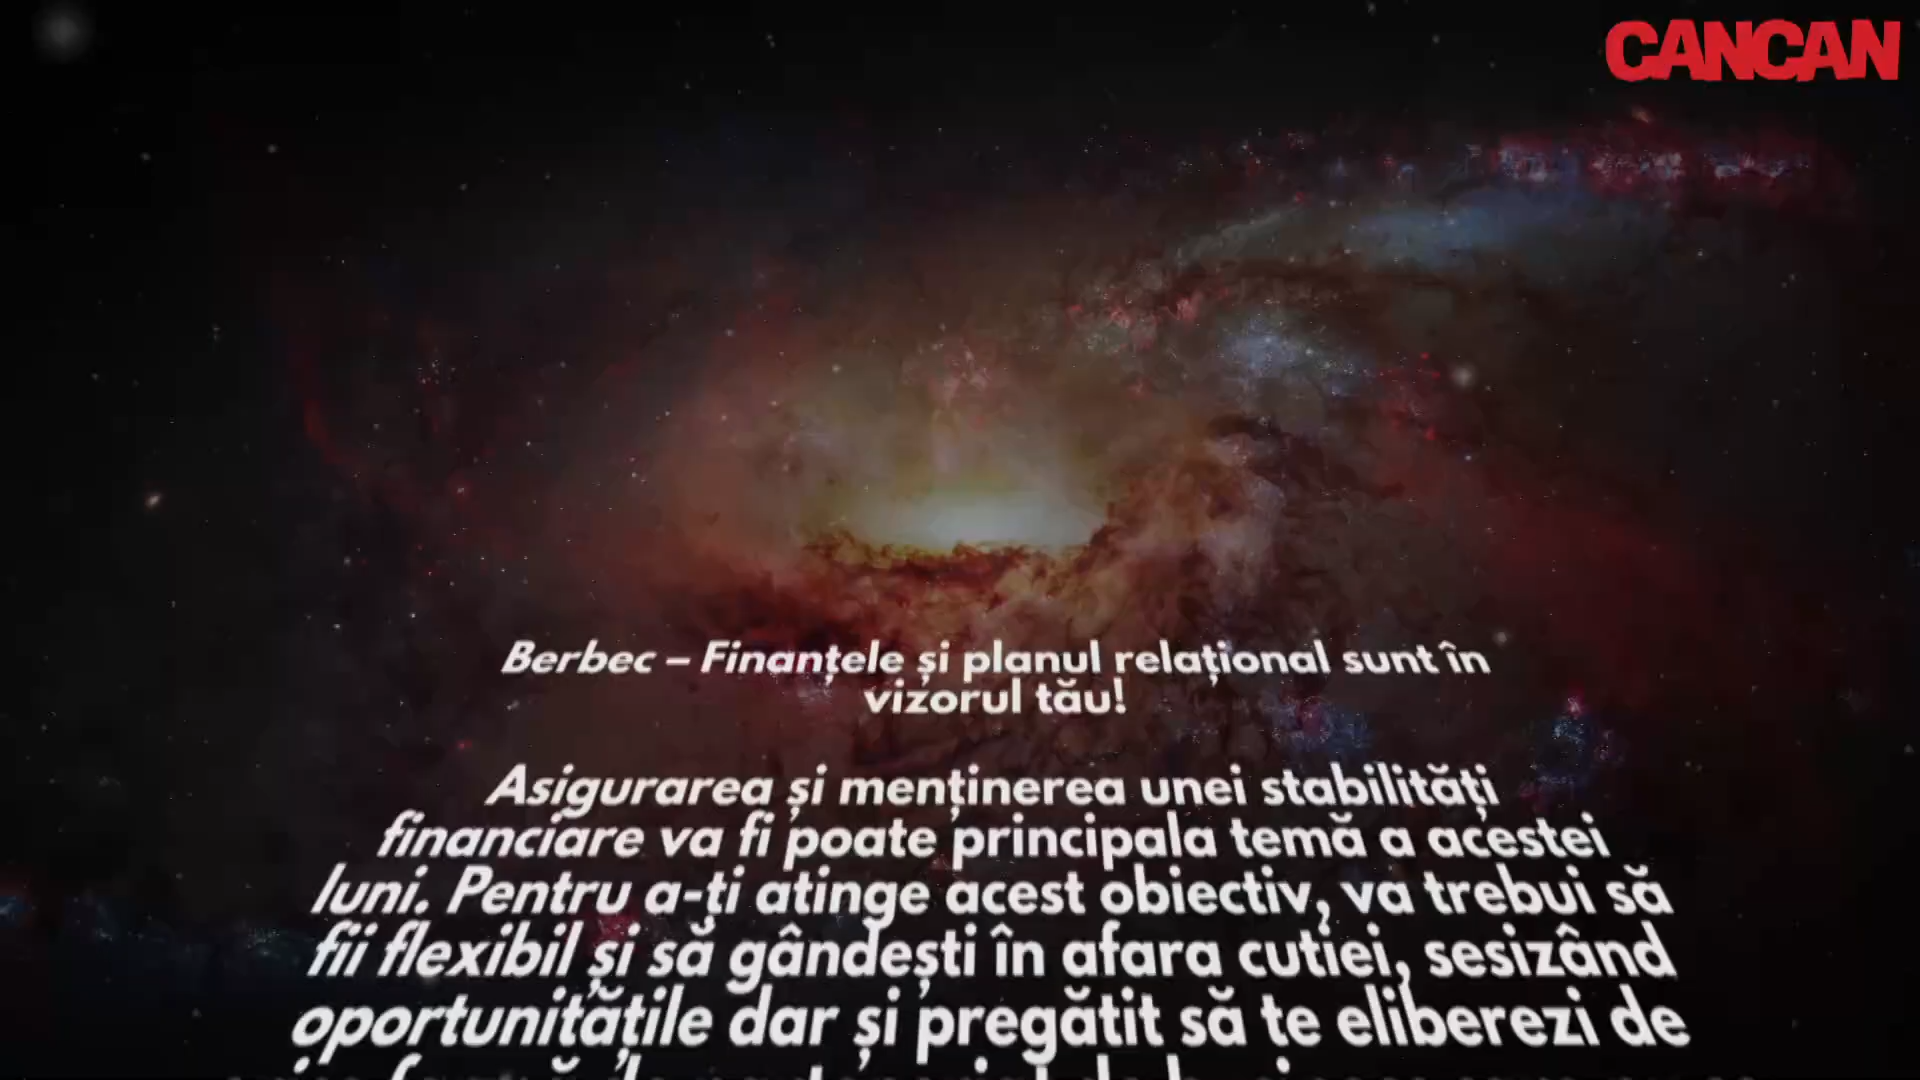 CANCAN
Berbec – Finanțele și planul relațional sunt în
vizorul tău!
Asigurarea și menținerea unei stabilități
financiare va fi poate principala temă a acestei
luni. Pentru a-ți atinge acest obiectiv, va trebui să
fii flexibil și să gândești în afara cutiei, sesizând
oportunitățile dar și pregătit să te eliberezi de